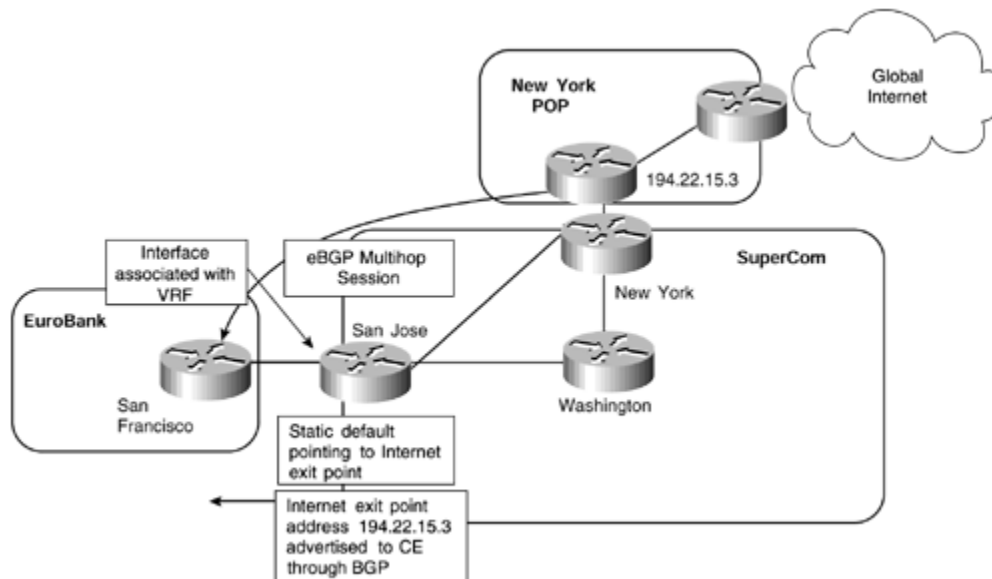 New York
POP
Global
Internet
194.22.15.3
Interface
associated with
VRF
eBGP Multihop
Session
SuperCom
EuroBank
San Jose
New York
San
Francisco
Washington
Static default
pointing to Internet
exit point
Internet exit point
address 194.22.15.3
advertised to CE
through BGP